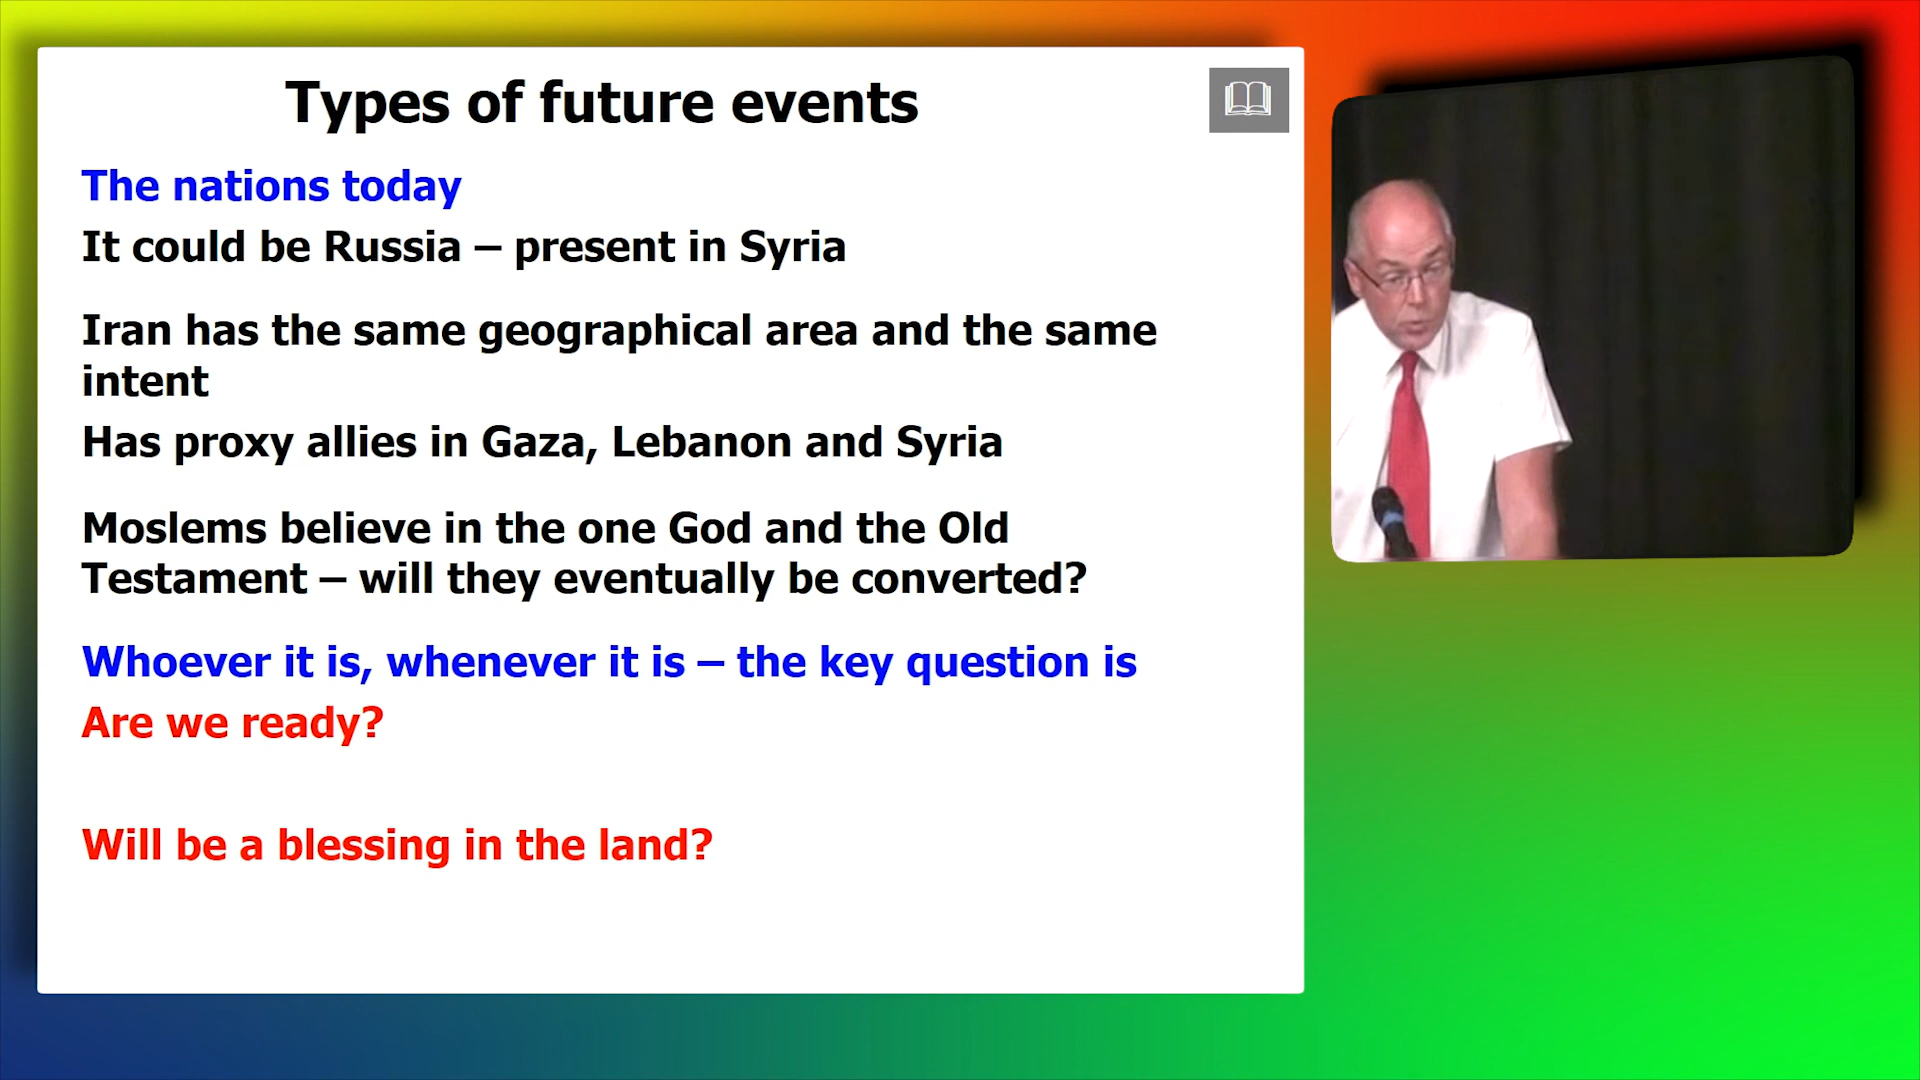 Types of future events
The nations today
It could be Russia – present in Syria
Iran has the same geographical area and the same
intent
Has proxy allies in Gaza, Lebanon and Syria
Moslems believe in the one God and the Old
Testament – will they eventually be converted?
Whoever it is, whenever it is – the key question is
Are we ready?
Will be a blessing in the land?